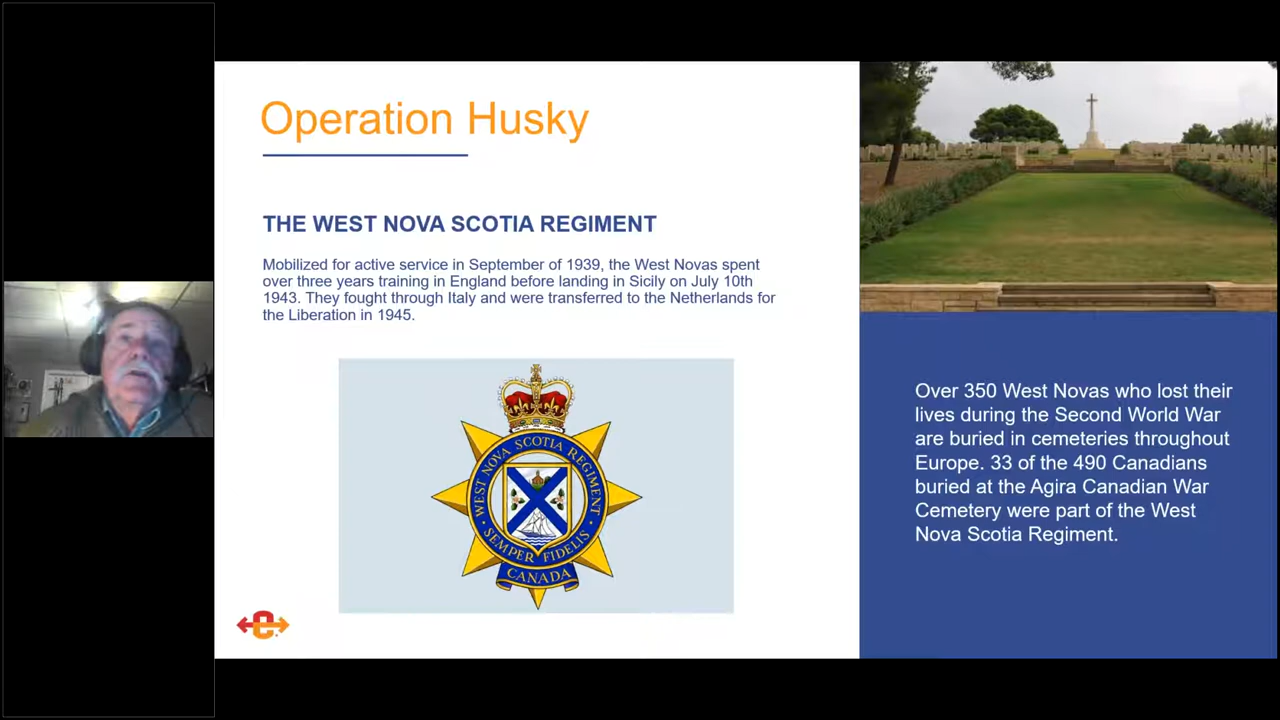 Operation Husky
THE WEST NOVA SCOTIA REGIMENT
Mobilized for active service in September of 1939, the West Novas spent
over three years training in England before landing in Sicily on July 10th
1943. They fought through Italy and were transferred to the Netherlands for
the Liberation in 1945.
WEST NOVA SCOTIA REGIMENT
SEMPER FIDELIS
CANADA
e
Over 350 West Novas who lost their
lives during the Second World War
are buried in cemeteries throughout
Europe. 33 of the 490 Canadians
buried at the Agira Canadian War
Cemetery were part of the West
Nova Scotia Regiment.